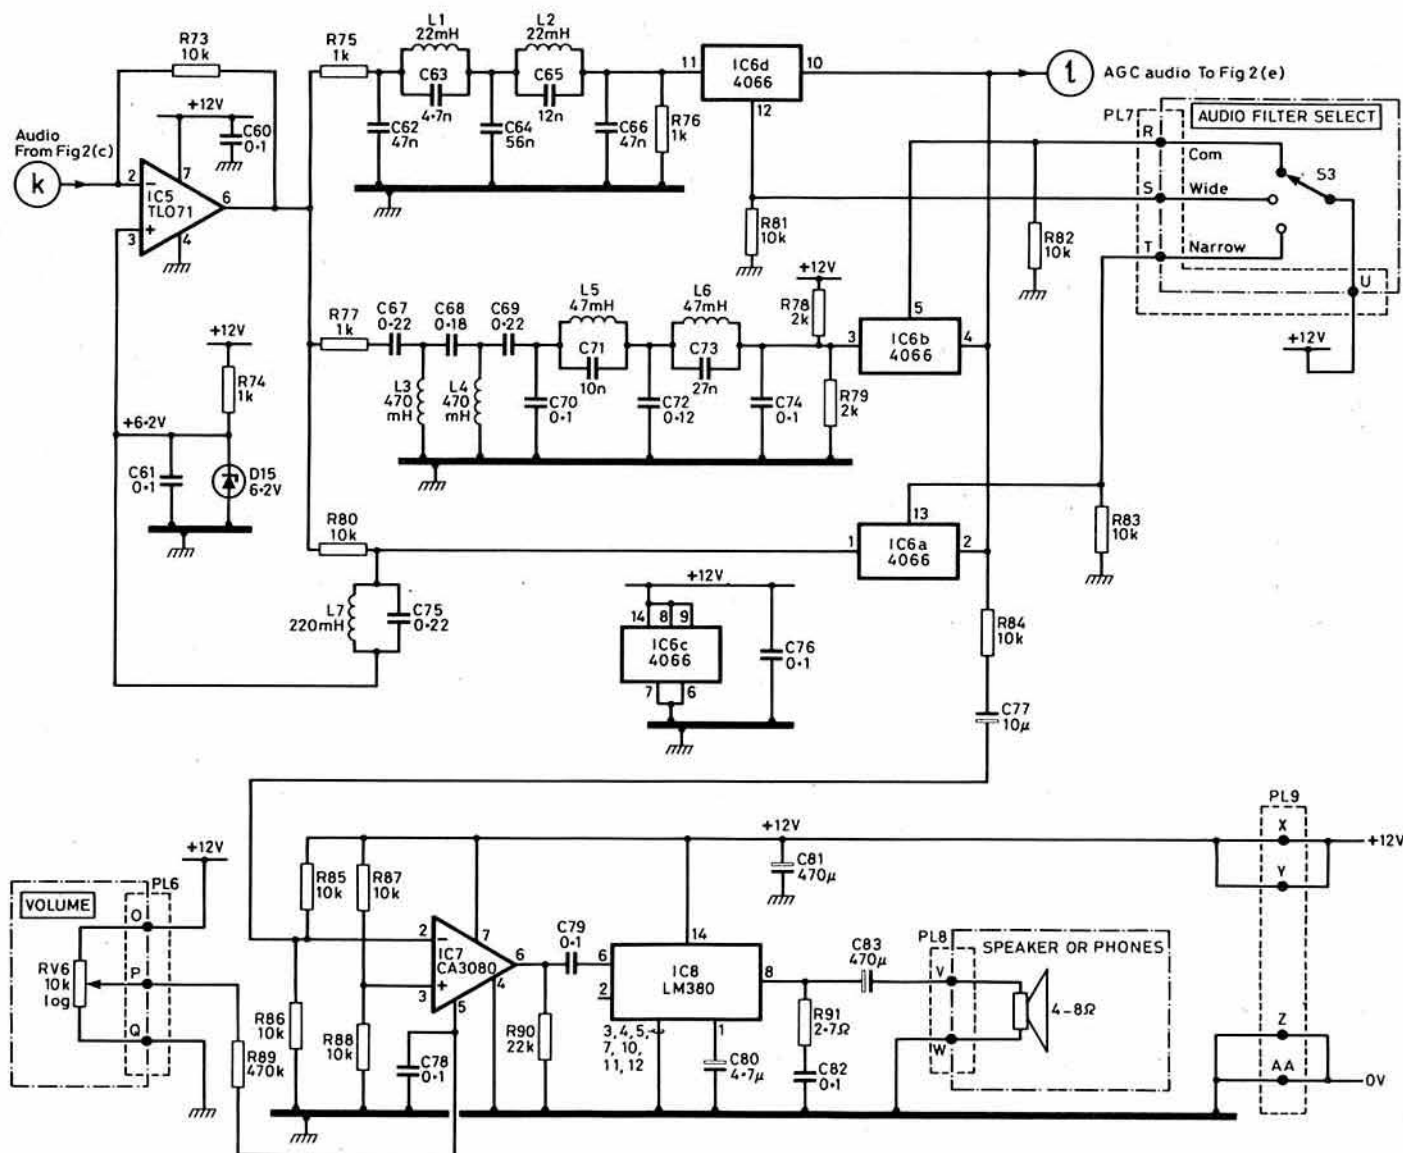 R73
10k
+12V
C60
0·1
Audio
From Fig2(c)
k
2
−
7
IC5
TLO71
6
+
3
4
R75
1k
L1
22mH
C63
4·7n
L2
22mH
C65
12n
C62
47n
C64
56n
C66
47n
R76
1k
11
IC6d
4066
10
12
l
AGC audio To Fig2(e)
PL7
AUDIO FILTER SELECT
R
Com
S
Wide
T
Narrow
S3
U
+12V
R81
10k
R82
10k
R77
1k
C67
0·22
C68
0·18
C69
0·22
L5
47mH
C71
10n
L6
47mH
C73
27n
+12V
R78
2k
L3
470
mH
L4
470
mH
C70
0·1
C72
0·12
C74
0·1
R79
2k
5
3
IC6b
4066
4
+12V
R74
1k
+6·2V
C61
0·1
D15
6·2V
R80
10k
L7
220mH
C75
0·22
13
1
IC6a
4066
2
R83
10k
+12V
14
8
9
IC6c
4066
7
6
C76
0·1
R84
10k
C77
10µ
+12V
VOLUME
PL6
O
P
Q
RV6
10k
log
R85
10k
R87
10k
R86
10k
R88
10k
R89
470k
2
−
7
IC7
CA3080
6
+
3
4
5
C78
0·1
R90
22k
C79
0·1
+12V
C81
470µ
14
6
IC8
LM380
8
2
3, 4, 5,
7, 10,
11, 12
1
C80
4·7µ
R91
2·7Ω
C82
0·1
C83
470µ
PL8
V
W
SPEAKER OR PHONES
4-8Ω
PL9
X
+12V
Y
Z
AA
0V